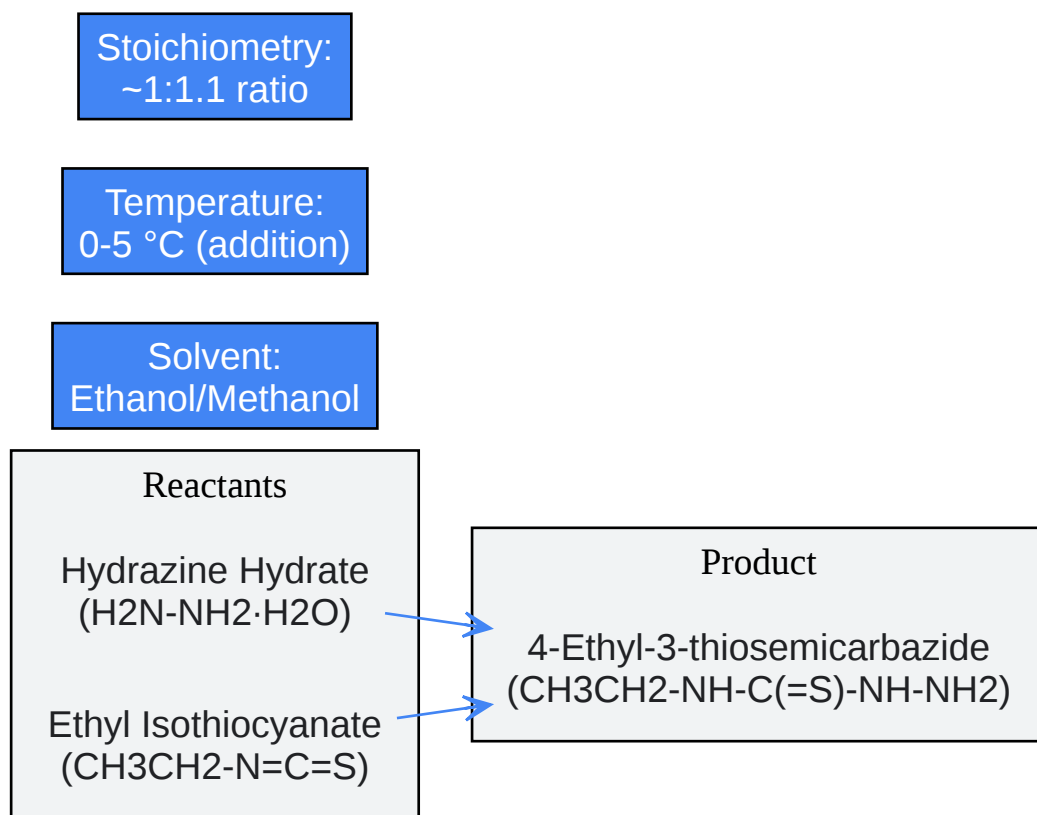 Stoichiometry:
~1:1.1 ratio
Temperature:
0-5 °C (addition)
Solvent:
Ethanol/Methanol
Reactants
Hydrazine Hydrate
(H2N-NH2·H2O)
Ethyl Isothiocyanate
(CH3CH2-N=C=S)
Product
4-Ethyl-3-thiosemicarbazide
(CH3CH2-NH-C(=S)-NH-NH2)